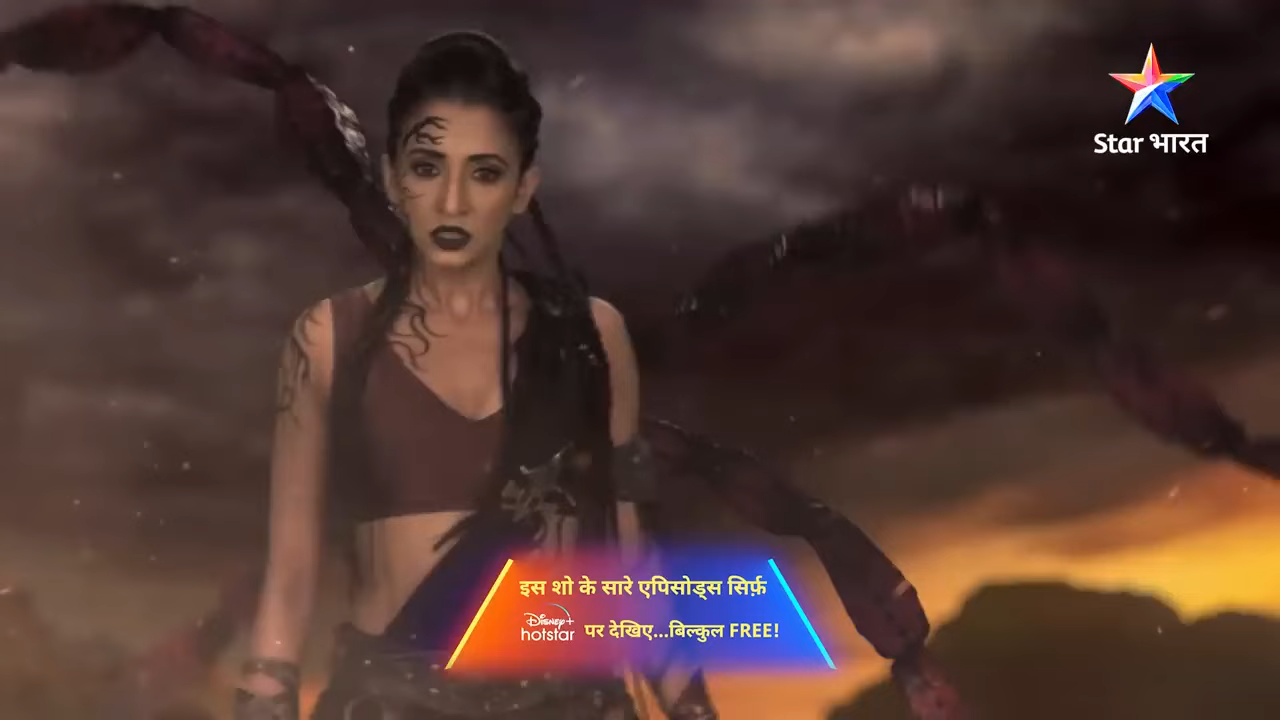 Star भारत
इस शो के सारे एपिसोड्स सिर्फ़
Disney+ hotstar पर देखिए...बिल्कुल FREE!